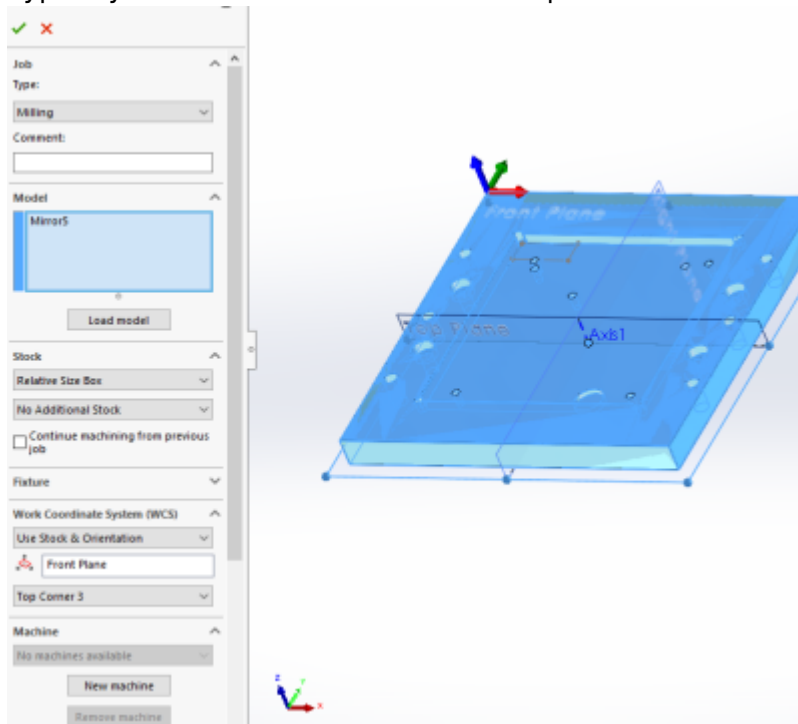 Job
Type:
Milling
Comment:
Model
Mirror5
Load model
Stock
Relative Size Box
No Additional Stock
Continue machining from previous
job
Fixture
Work Coordinate System (WCS)
Use Stock & Orientation
Front Plane
Top Corner 3
Machine
No machines available
New machine
Remove machine
Front Plane
Top Plane
Axis1
z
x